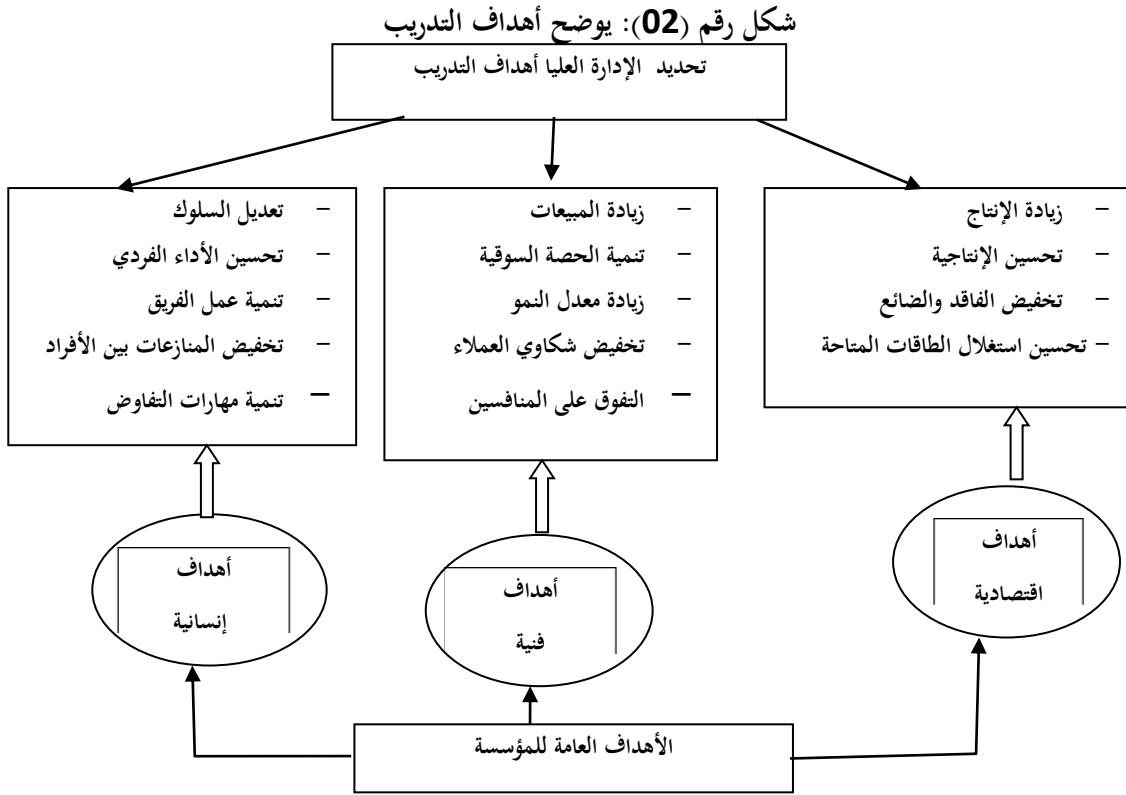 شكل رقم (02): يوضح أهداف التدريب
تحديد الإدارة العليا أهداف التدريب
– زيادة الإنتاج
– تحسين الإنتاجية
– تخفيض الفاقد والضائع
– تحسين استغلال الطاقات المتاحة
– زيادة المبيعات
– تنمية الحصة السوقية
– زيادة معدل النمو
– تخفيض شكاوي العملاء
– التفوق على المنافسين
– تعديل السلوك
– تحسين الأداء الفردي
– تنمية عمل الفريق
– تخفيض المنازعات بين الأفراد
– تنمية مهارات التفاوض
أهداف
اقتصادية
أهداف
فنية
أهداف
إنسانية
الأهداف العامة للمؤسسة